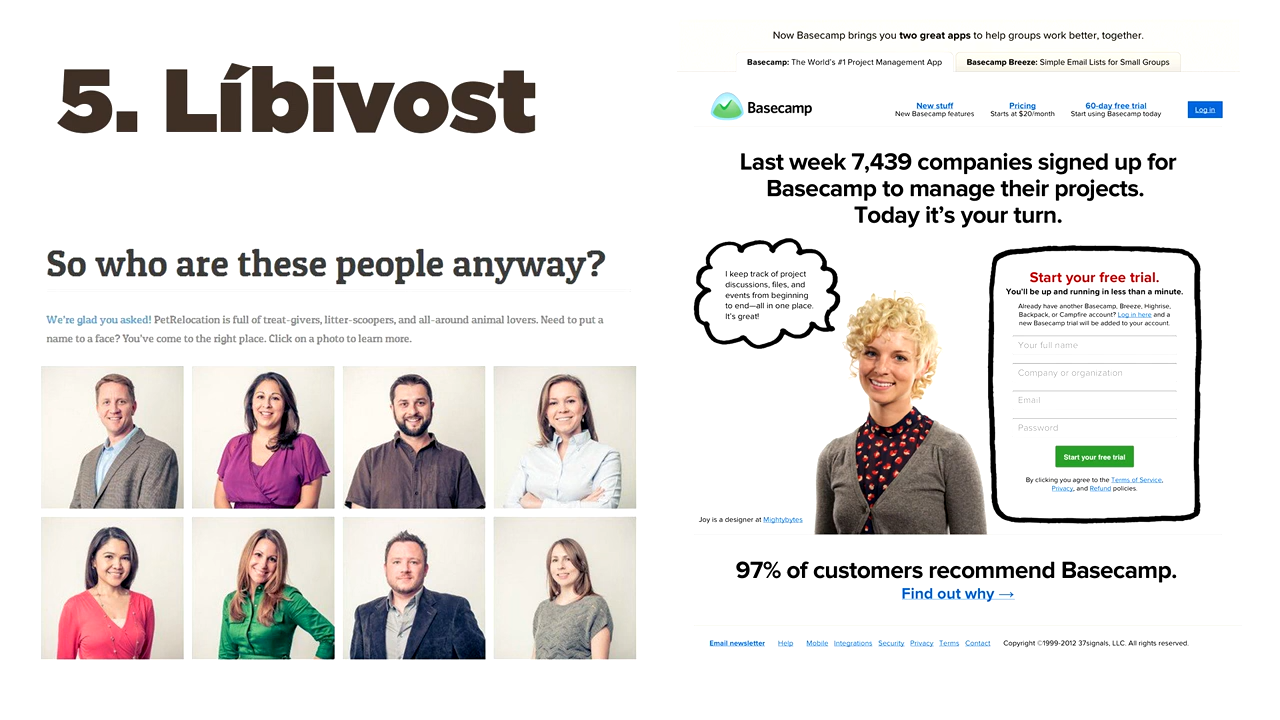 5. Líbivost
So who are these people anyway?
We're glad you asked! PetRelocation is full of treat-givers, litter-scoopers, and all-around animal lovers. Need to put a
name to a face? You've come to the right place. Click on a photo to learn more.
Now Basecamp brings you two great apps to help groups work better, together.
Basecamp: The World's #1 Project Management App
Basecamp Breeze: Simple Email Lists for Small Groups
Basecamp
New stuff
New Basecamp features
Pricing
Starts at $20/month
60-day free trial
Start using Basecamp today
Log in
Last week 7,439 companies signed up for
Basecamp to manage their projects.
Today it's your turn.
I keep track of project
discussions, files, and
events from beginning
to end—all in one place.
It's great!
Joy is a designer at Mightybytes
Start your free trial.
You'll be up and running in less than a minute.
Already have another Basecamp, Breeze, Highrise,
Backpack, or Campfire account? Log in here and a
new Basecamp trial will be added to your account.
Your full name
Company or organization
Email
Password
Start your free trial
By clicking you agree to the Terms of Service,
Privacy, and Refund policies.
97% of customers recommend Basecamp.
Find out why →
Email newsletter Help Mobile Integrations Security Privacy Terms Contact Copyright ©1999-2012 37signals, LLC. All rights reserved.